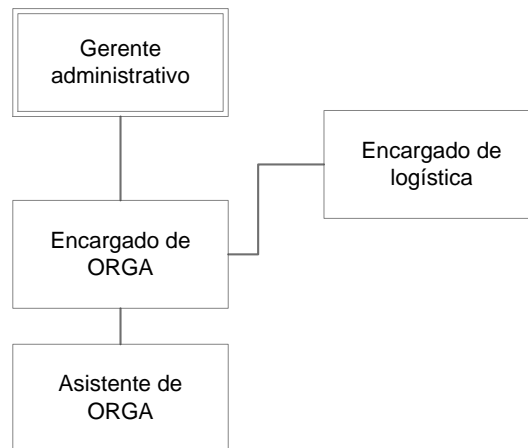 Gerente
administrativo
Encargado de
logística
Encargado de
ORGA
Asistente de
ORGA